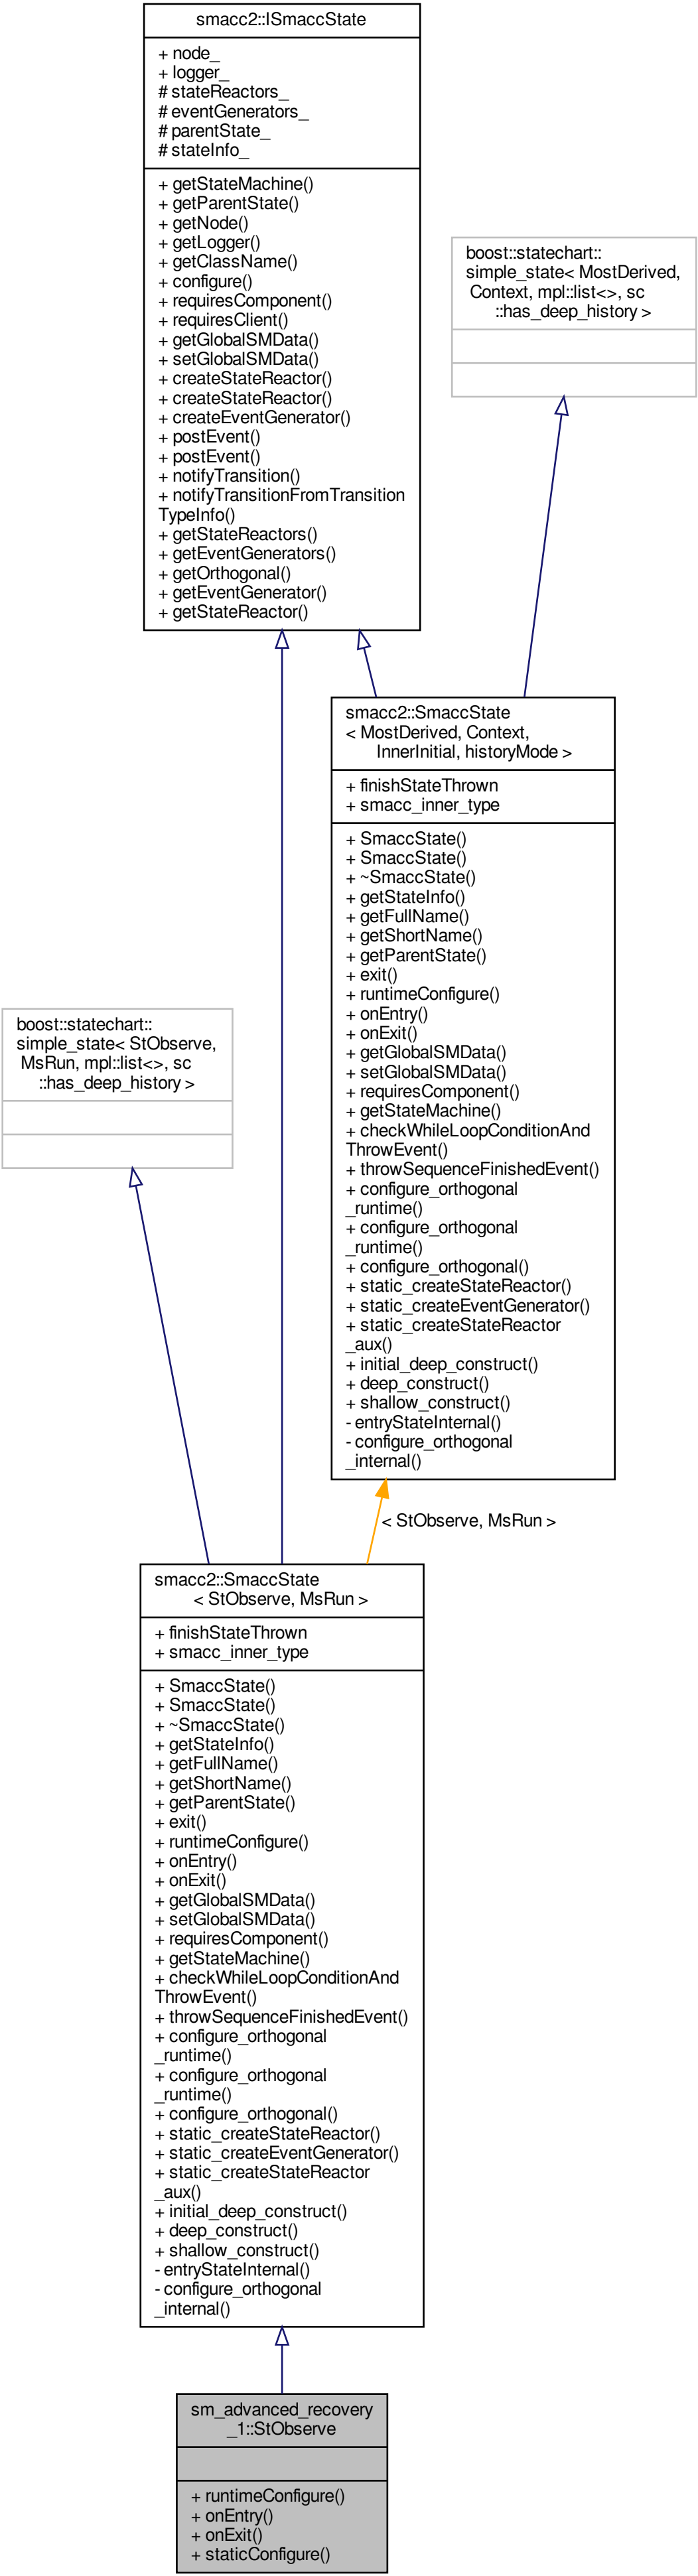 smacc2::ISmaccState
+ node_
+ logger_
# stateReactors_
# eventGenerators_
# parentState_
# stateInfo_
+ getStateMachine()
+ getParentState()
+ getNode()
+ getLogger()
+ getClassName()
+ configure()
+ requiresComponent()
+ requiresClient()
+ getGlobalSMData()
+ setGlobalSMData()
+ createStateReactor()
+ createStateReactor()
+ createEventGenerator()
+ postEvent()
+ postEvent()
+ notifyTransition()
+ notifyTransitionFromTransition
TypeInfo()
+ getStateReactors()
+ getEventGenerators()
+ getOrthogonal()
+ getEventGenerator()
+ getStateReactor()
boost::statechart::
simple_state< MostDerived,
Context, mpl::list<>, sc
::has_deep_history >
smacc2::SmaccState
< MostDerived, Context,
InnerInitial, historyMode >
+ finishStateThrown
+ smacc_inner_type
+ SmaccState()
+ SmaccState()
+ ~SmaccState()
+ getStateInfo()
+ getFullName()
+ getShortName()
+ getParentState()
+ exit()
+ runtimeConfigure()
+ onEntry()
+ onExit()
+ getGlobalSMData()
+ setGlobalSMData()
+ requiresComponent()
+ getStateMachine()
+ checkWhileLoopConditionAnd
ThrowEvent()
+ throwSequenceFinishedEvent()
+ configure_orthogonal
_runtime()
+ configure_orthogonal
_runtime()
+ configure_orthogonal()
+ static_createStateReactor()
+ static_createEventGenerator()
+ static_createStateReactor
_aux()
+ initial_deep_construct()
+ deep_construct()
+ shallow_construct()
- entryStateInternal()
- configure_orthogonal
_internal()
boost::statechart::
simple_state< StObserve,
MsRun, mpl::list<>, sc
::has_deep_history >
< StObserve, MsRun >
smacc2::SmaccState
< StObserve, MsRun >
+ finishStateThrown
+ smacc_inner_type
+ SmaccState()
+ SmaccState()
+ ~SmaccState()
+ getStateInfo()
+ getFullName()
+ getShortName()
+ getParentState()
+ exit()
+ runtimeConfigure()
+ onEntry()
+ onExit()
+ getGlobalSMData()
+ setGlobalSMData()
+ requiresComponent()
+ getStateMachine()
+ checkWhileLoopConditionAnd
ThrowEvent()
+ throwSequenceFinishedEvent()
+ configure_orthogonal
_runtime()
+ configure_orthogonal
_runtime()
+ configure_orthogonal()
+ static_createStateReactor()
+ static_createEventGenerator()
+ static_createStateReactor
_aux()
+ initial_deep_construct()
+ deep_construct()
+ shallow_construct()
- entryStateInternal()
- configure_orthogonal
_internal()
sm_advanced_recovery
_1::StObserve
+ runtimeConfigure()
+ onEntry()
+ onExit()
+ staticConfigure()